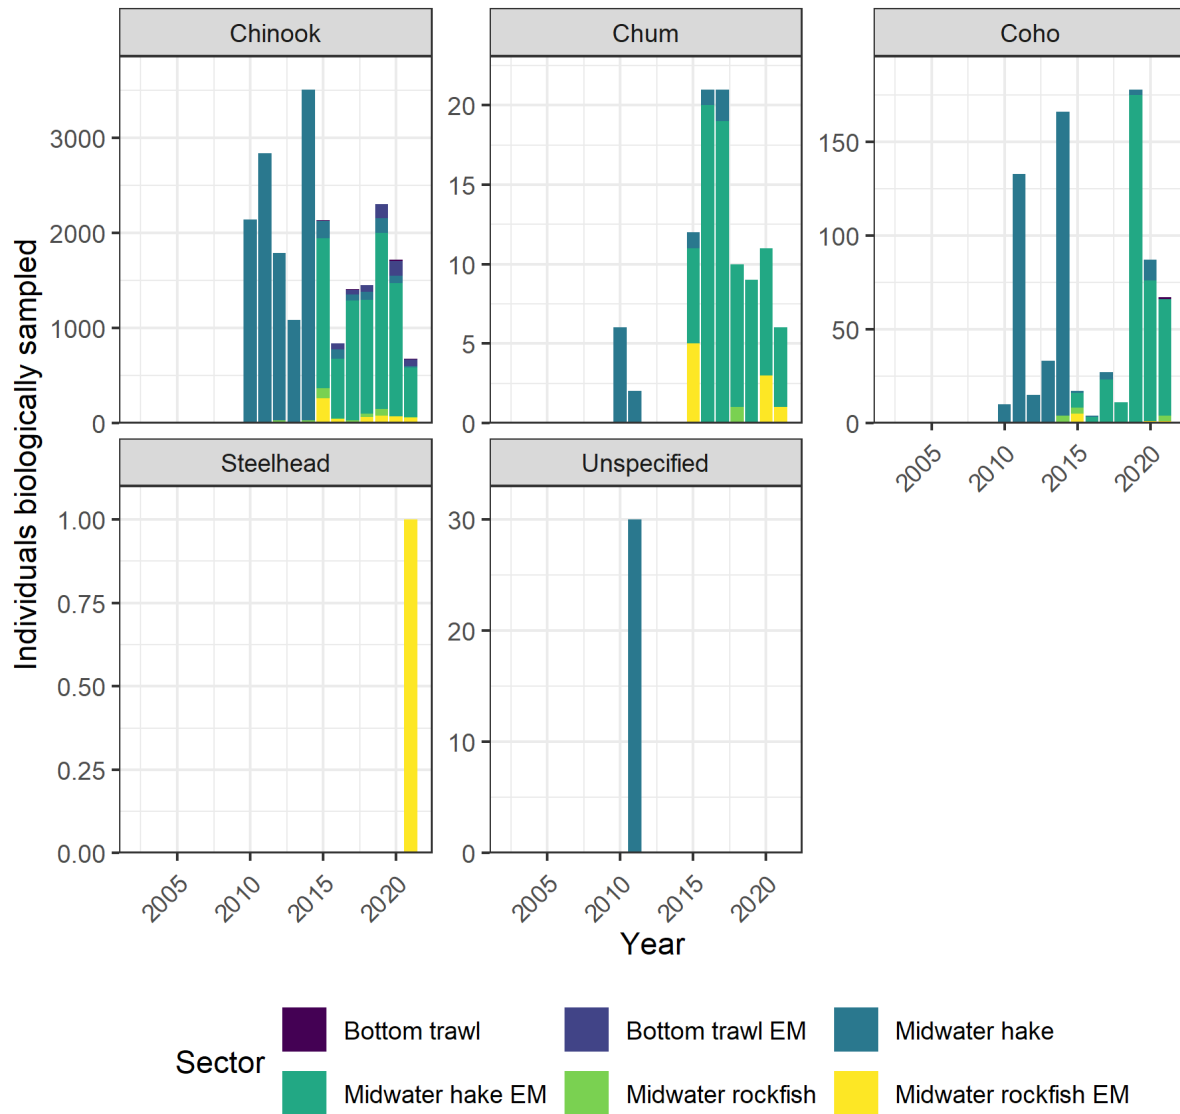 Chinook
Chum
Coho
Individuals biologically sampled
3000
2000
1000
0
20
15
10
5
0
150
100
50
0
2005
2010
2015
2020
Steelhead
Unspecified
1.00
0.75
0.50
0.25
0.00
30
20
10
0
2005
2010
2015
2020
2005
2010
2015
2020
Year
Sector
Bottom trawl
Bottom trawl EM
Midwater hake
Midwater hake EM
Midwater rockfish
Midwater rockfish EM